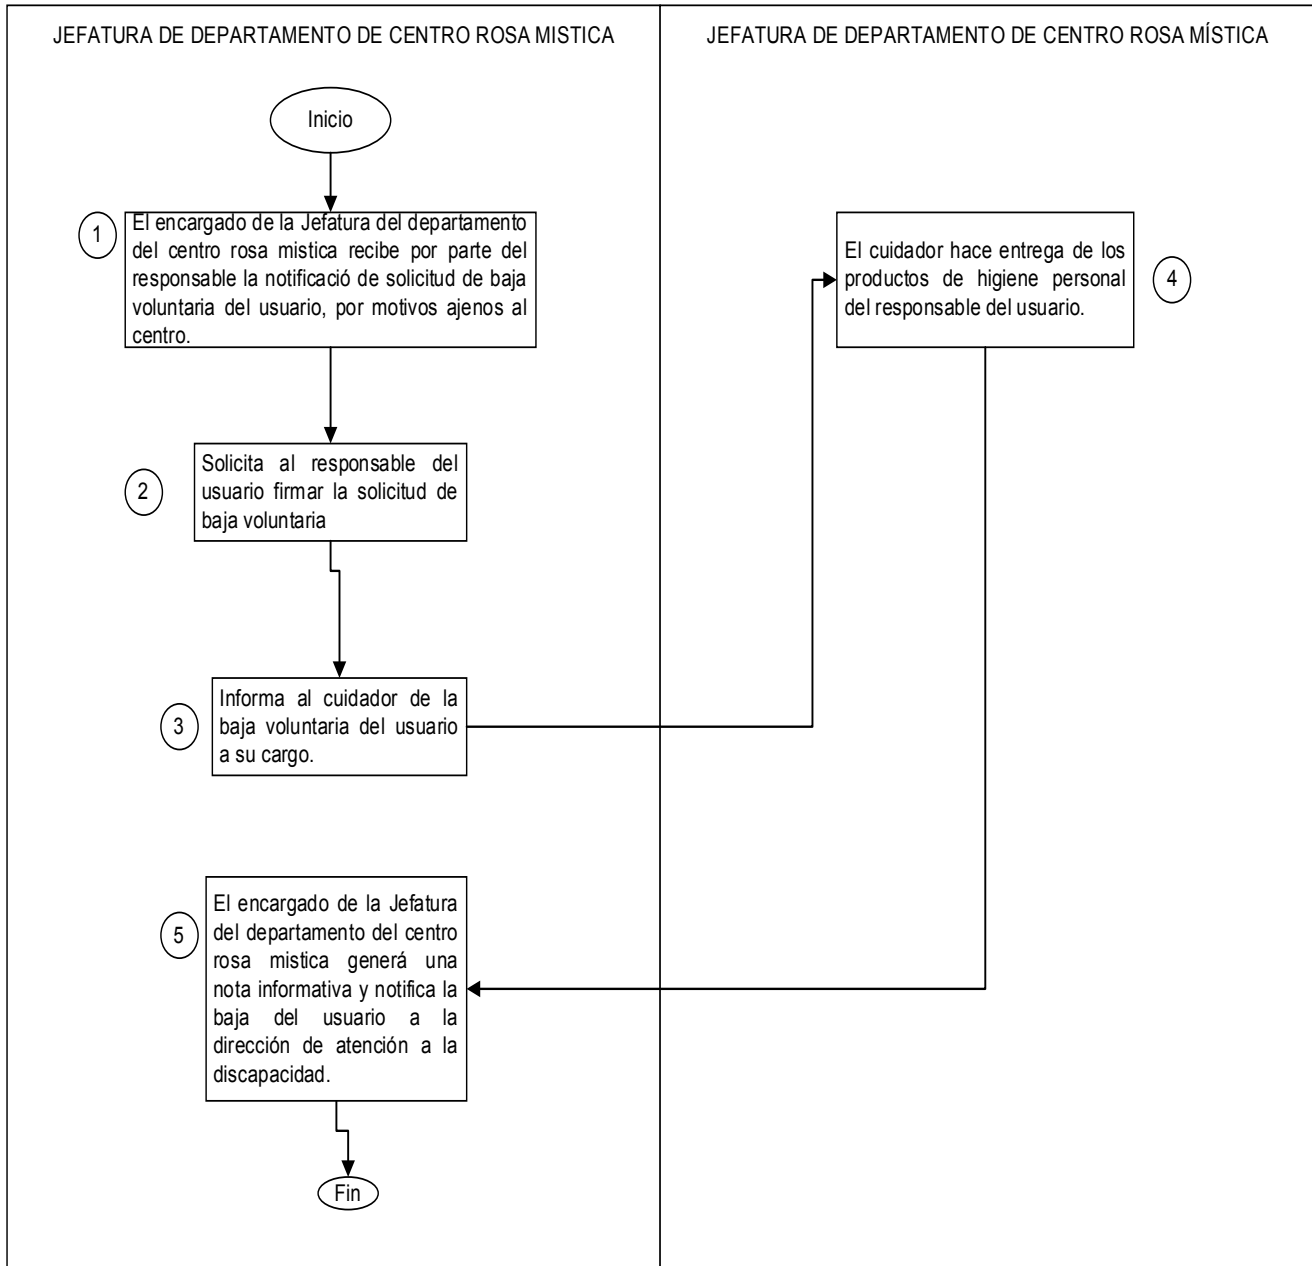 JEFATURA DE DEPARTAMENTO DE CENTRO ROSA MISTICA
JEFATURA DE DEPARTAMENTO DE CENTRO ROSA MÍSTICA
Inicio
1
El encargado de la Jefatura del departamento
del centro rosa mistica recibe por parte del
responsable la notificació de solicitud de baja
voluntaria del usuario, por motivos ajenos al
centro.
2
Solicita al responsable del
usuario firmar la solicitud de
baja voluntaria
3
Informa al cuidador de la
baja voluntaria del usuario
a su cargo.
El cuidador hace entrega de los
productos de higiene personal
del responsable del usuario.
4
5
El encargado de la Jefatura
del departamento del centro
rosa mistica generá una
nota informativa y notifica la
baja del usuario a la
dirección de atención a la
discapacidad.
Fin